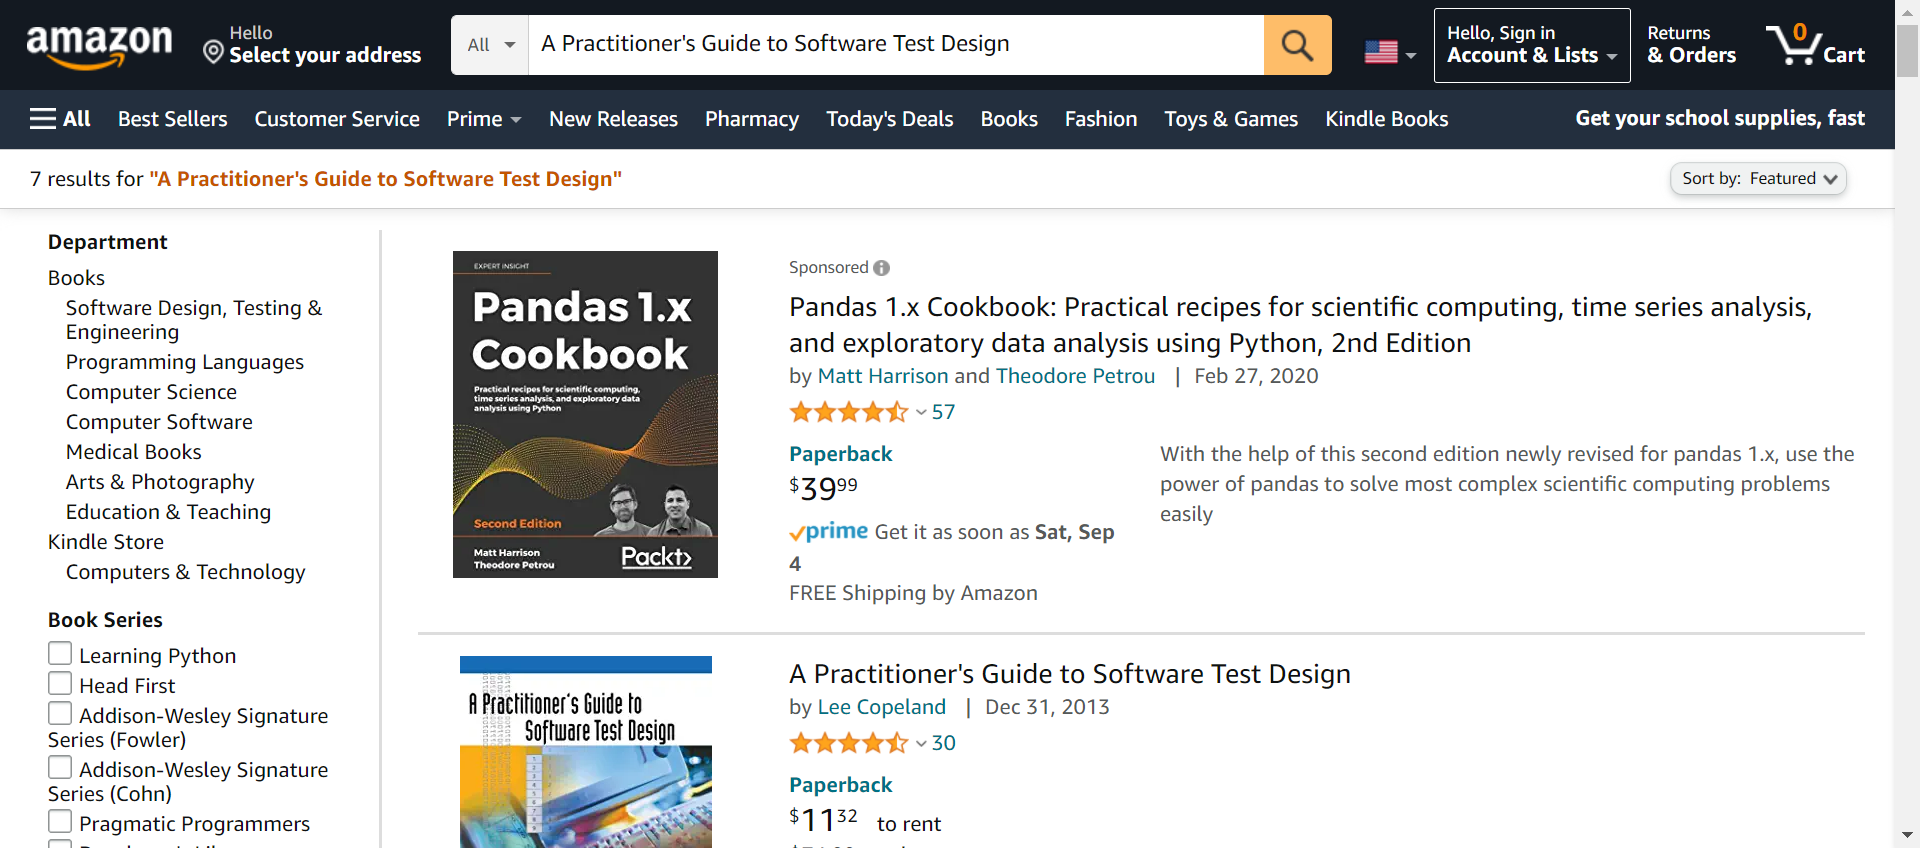 amazon
Hello
Select your address
All
A Practitioner's Guide to Software Test Design
Hello, Sign in
Account & Lists
Returns
& Orders
0
Cart
All
Best Sellers
Customer Service
Prime
New Releases
Pharmacy
Today's Deals
Books
Fashion
Toys & Games
Kindle Books
Get your school supplies, fast
7 results for "A Practitioner's Guide to Software Test Design"
Sort by: Featured
Department
Books
Software Design, Testing &
Engineering
Programming Languages
Computer Science
Computer Software
Medical Books
Arts & Photography
Education & Teaching
Kindle Store
Computers & Technology
Book Series
Learning Python
Head First
Addison-Wesley Signature
Series (Fowler)
Addison-Wesley Signature
Series (Cohn)
Pragmatic Programmers
EXPERT INSIGHT
Pandas 1.x
Cookbook
Practical recipes for scientific computing,
time series analysis, and exploratory data
analysis using Python
Second Edition
Matt Harrison
Theodore Petrou
Packt>
Sponsored
Pandas 1.x Cookbook: Practical recipes for scientific computing, time series analysis,
and exploratory data analysis using Python, 2nd Edition
by Matt Harrison and Theodore Petrou | Feb 27, 2020
57
Paperback
$39 99
prime Get it as soon as Sat, Sep
4
FREE Shipping by Amazon
With the help of this second edition newly revised for pandas 1.x, use the
power of pandas to solve most complex scientific computing problems
easily
A Practitioner's Guide to
Software Test Design
A Practitioner's Guide to Software Test Design
by Lee Copeland | Dec 31, 2013
30
Paperback
$11 32 to rent